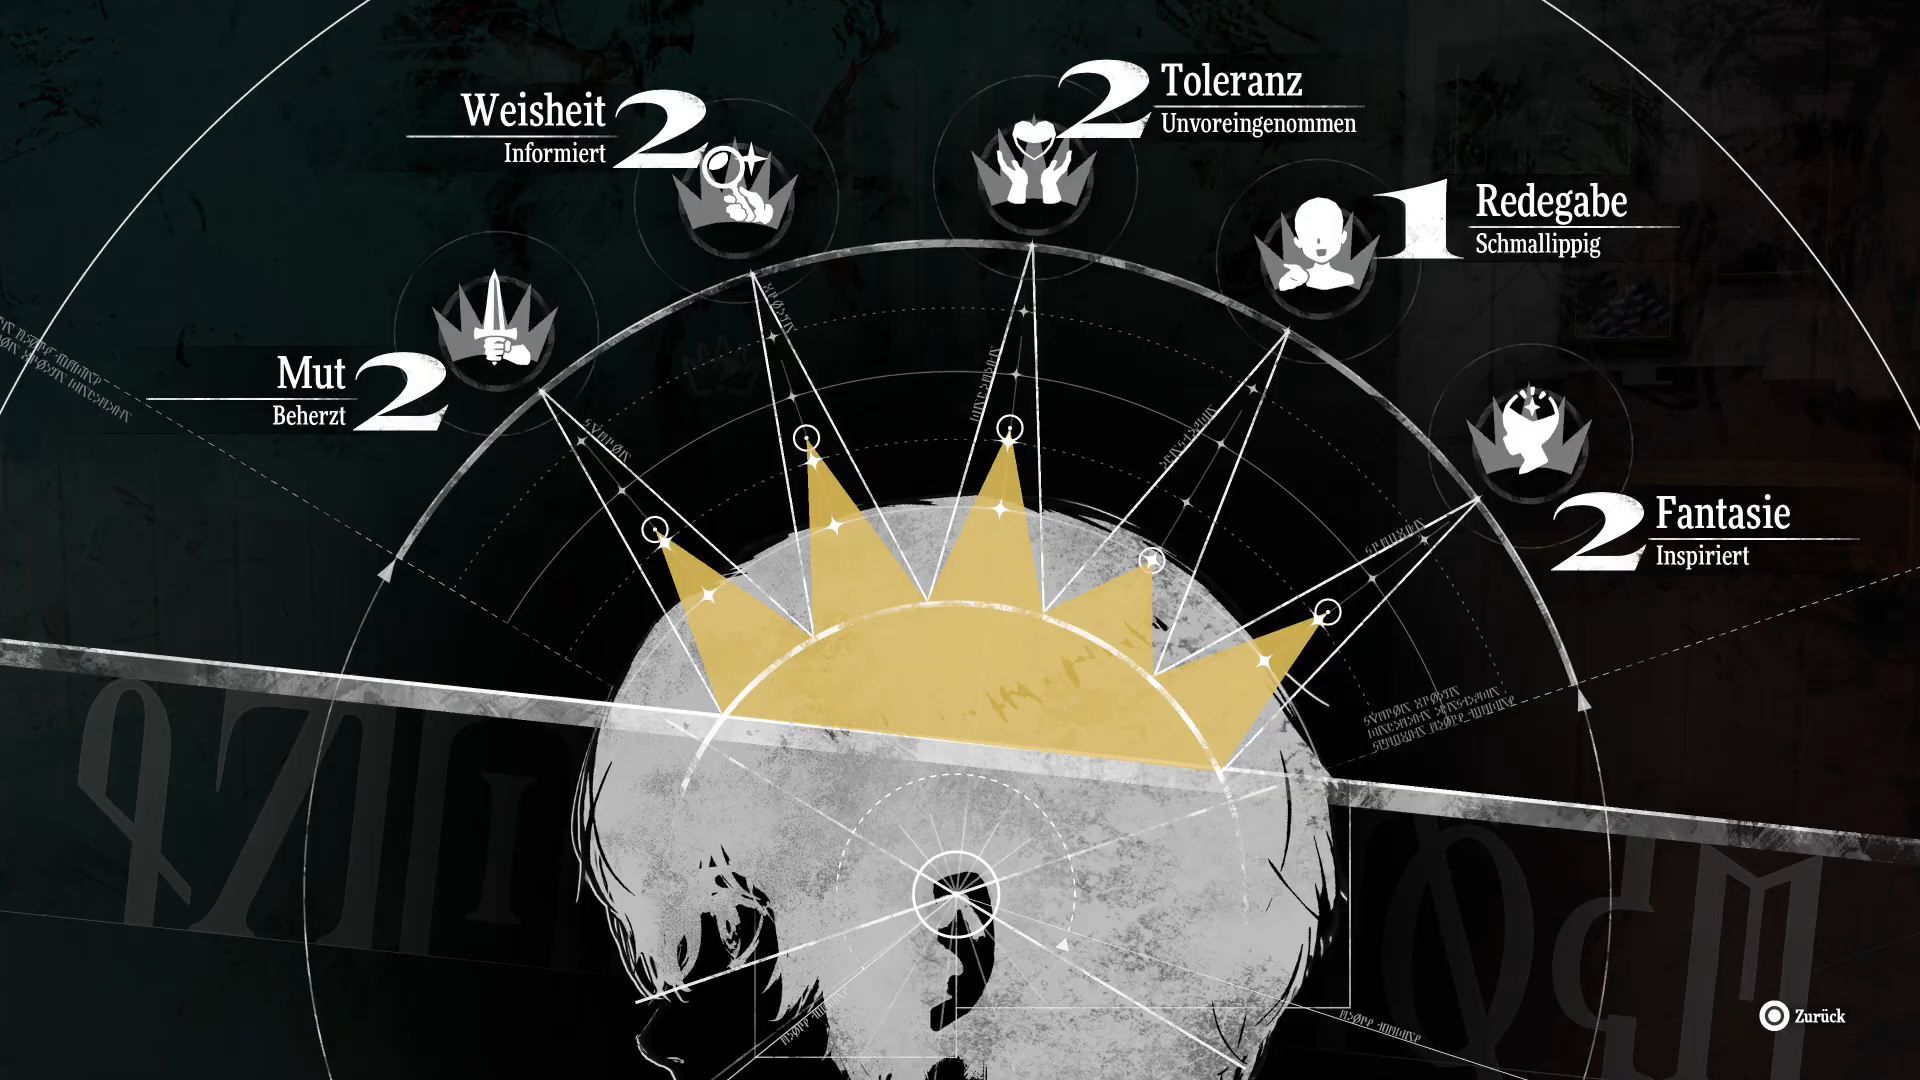 Weisheit 2
Informiert
2 Toleranz
Unvoreingenommen
1 Redegabe
Schmallippig
Mut 2
Beherzt
2 Fantasie
Inspiriert
Zurück